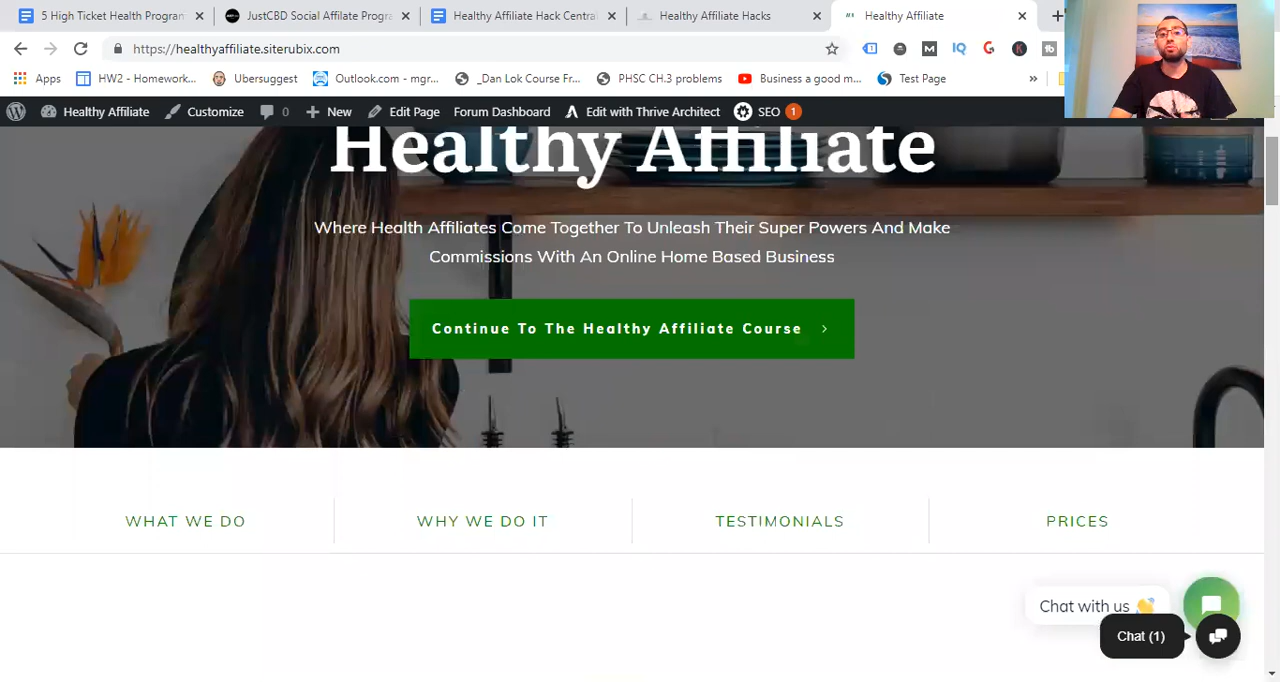 5 High Ticket Health Program
JustCBD Social Affilate Progra
Healthy Affiliate Hack Centra
Healthy Affiliate Hacks
Healthy Affiliate
https://healthyaffiliate.siterubix.com
M
IQ
G
K
tb
Apps
HW2 - Homework...
Ubersuggest
Outlook.com - mgr...
_Dan Lok Course Fr...
PHSC CH.3 problems
Business a good m...
Test Page
»
Healthy Affiliate
Customize
0
New
Edit Page
Forum Dashboard
Edit with Thrive Architect
SEO
1
Healthy Affiliate
Where Health Affiliates Come Together To Unleash Their Super Powers And Make
Commissions With An Online Home Based Business
Continue To The Healthy Affiliate Course
WHAT WE DO
WHY WE DO IT
TESTIMONIALS
PRICES
Chat with us 👋
Chat (1)